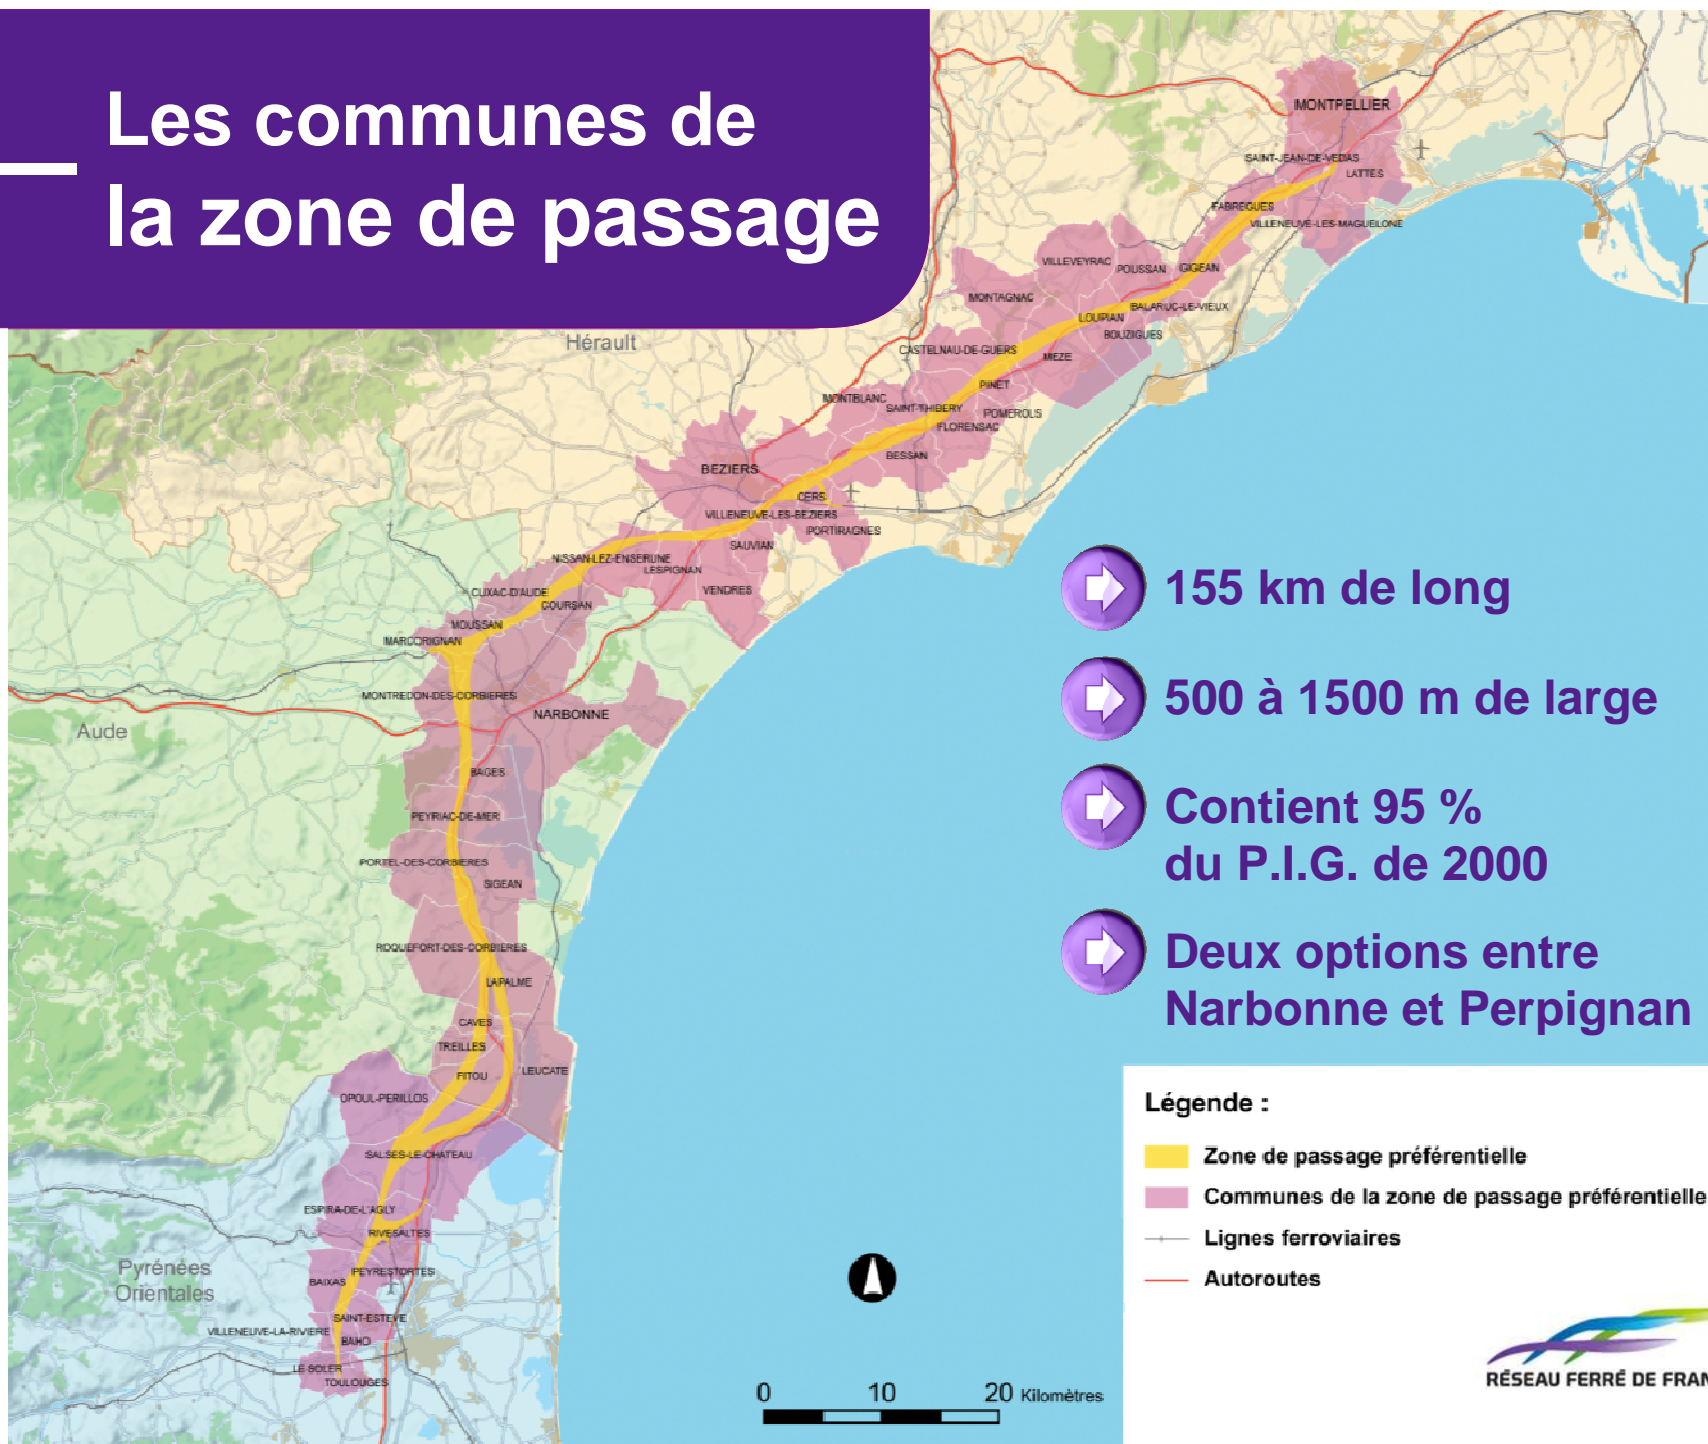 Les communes de
la zone de passage
MONTPELLIER
SAINT-JEAN-DE-VEDAS
LATTES
FABREGUES
VILLENEUVE-LES-MAGUELONE
VILLEVEYRAC
POUSSAN
GIGEAN
MONTAGNAC
BALARUC-LE-VIEUX
LOUPIAN
BOUZIGUES
Hérault
CASTELNAU-DE-GUERS
MEZE
PINET
MONTBLANC
SAINT-THIBERY
POMEROLS
FLORENSAC
BESSAN
BEZIERS
CERS
VILLENEUVE-LES-BEZIERS
PORTIRAGNES
SAUVIAN
NISSAN-LEZ-ENSERUNE
LESPIGNAN
VENDRES
CUXAC-D'AUDE
COURSAN
MOUSSAN
MARCORIGNAN
MONTREDON-DES-CORBIERES
NARBONNE
Aude
BAGES
PEYRIAC-DE-MER
PORTEL-DES-CORBIERES
SIGEAN
ROQUEFORT-DES-CORBIERES
LAPALME
CAVES
TREILLES
FITOU
LEUCATE
OPOUL-PERILLOS
SALSES-LE-CHATEAU
ESPIRA-DE-L'AGLY
RIVESALTES
Pyrénées
Orientales
PEYRESTORTES
BAIXAS
SAINT-ESTEVE
VILLENEUVE-LA-RIVIERE
BAHO
LE SOLER
TOULOUGES
155 km de long
500 à 1500 m de large
Contient 95 %
du P.I.G. de 2000
Deux options entre
Narbonne et Perpignan
Légende :
Zone de passage préférentielle
Communes de la zone de passage préférentielle
Lignes ferroviaires
Autoroutes
0 10 20 Kilomètres
RÉSEAU FERRÉ DE FRAN